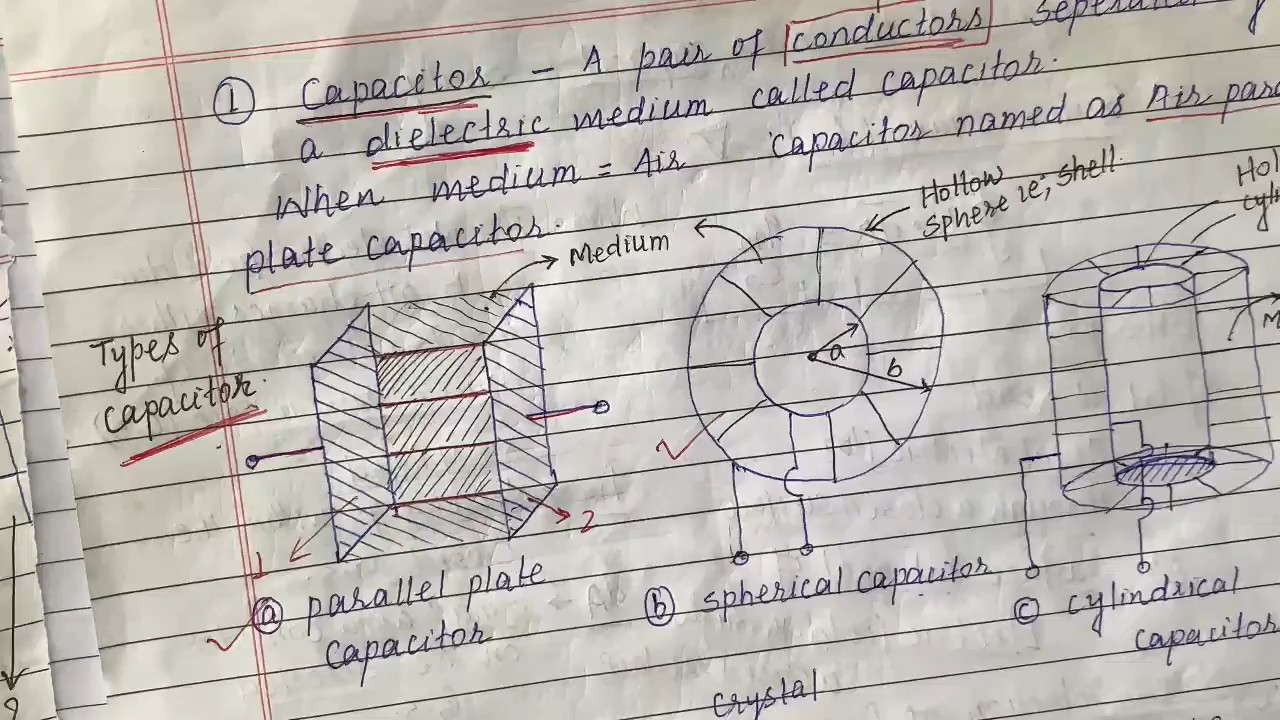 ① Capacitor - A pair of conductors
a dielectric medium called capacitor.
When medium = Air capacitor named as Air
plate capacitor.
Medium
Hollow
sphere ie; shell.
Types of
capacitor.
a
b
1
2
ⓐ parallel plate
capacitor
ⓑ spherical capacitor
ⓒ cylindrical
capacitor
crystal